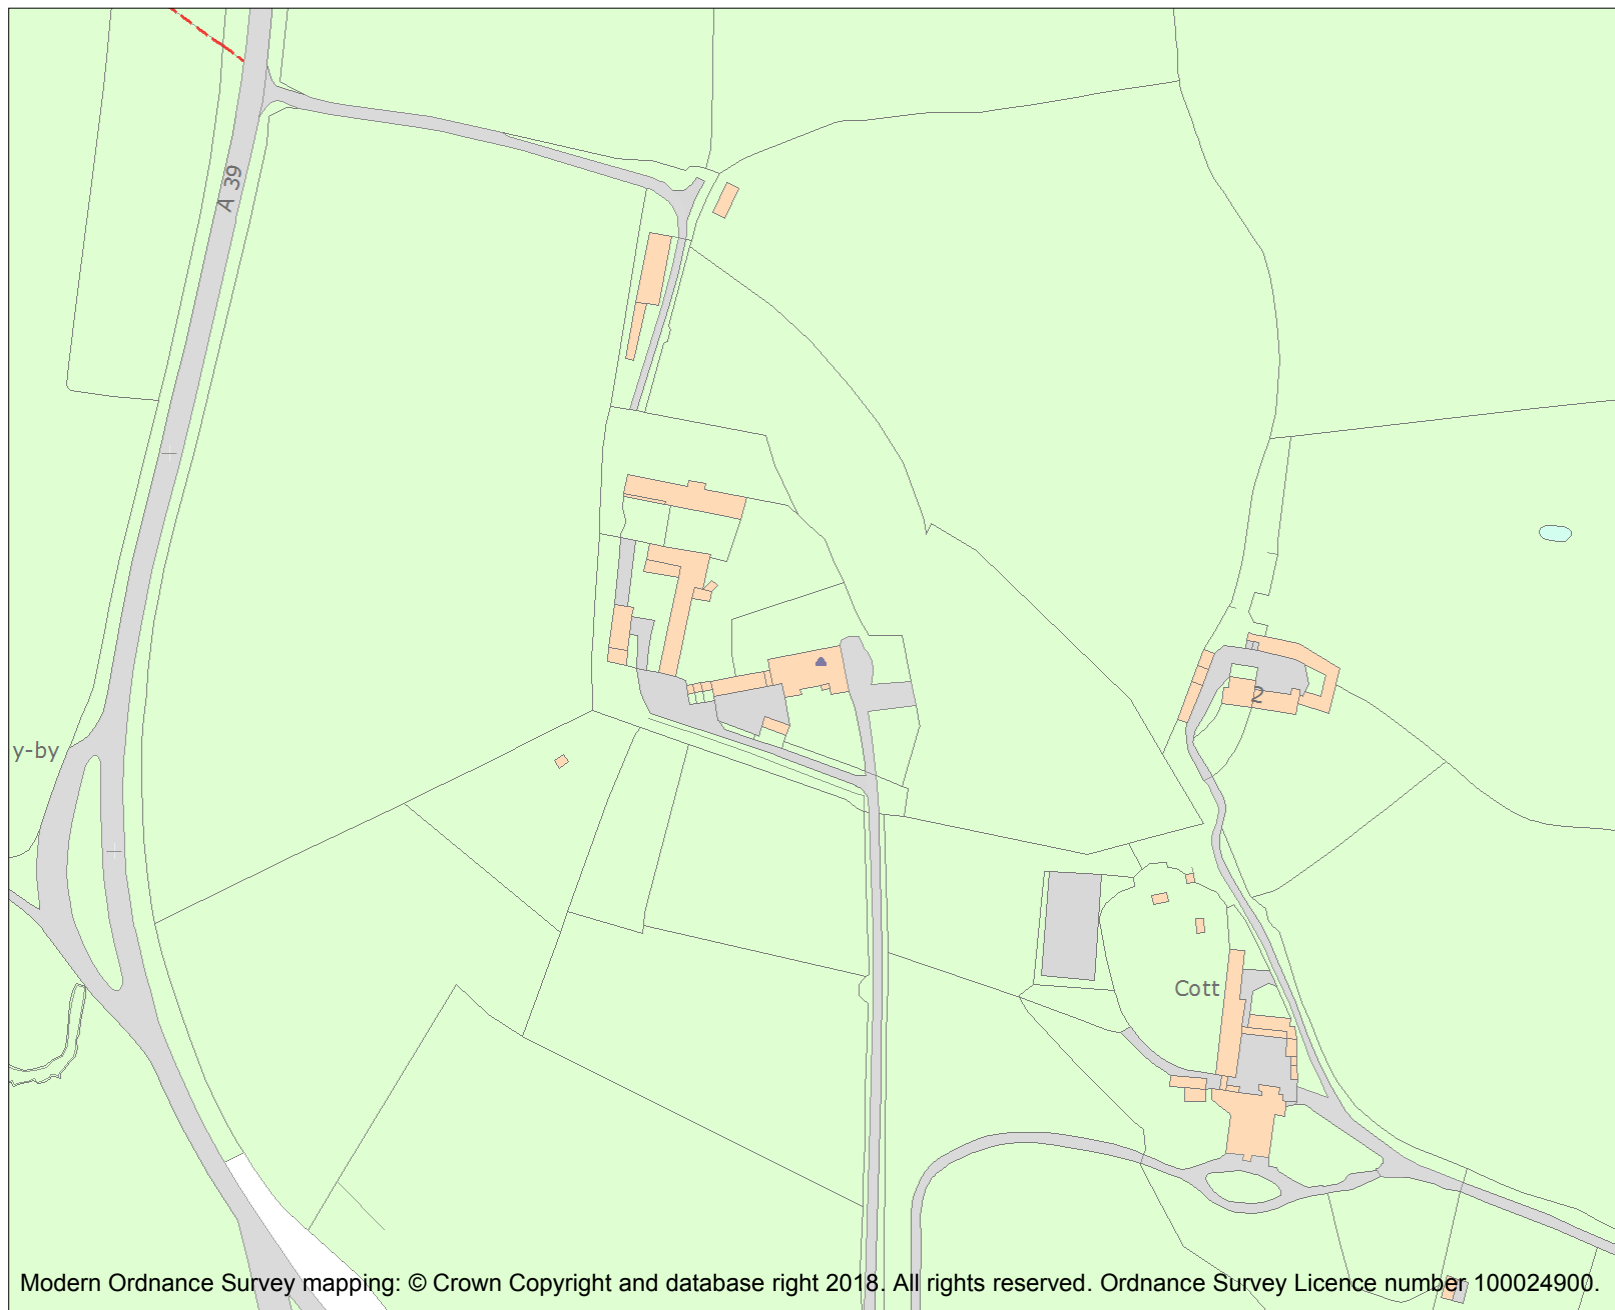 A 39
2
y-by
Cott
Modern Ordnance Survey mapping: © Crown Copyright and database right 2018. All rights reserved. Ordnance Survey Licence number 100024900.